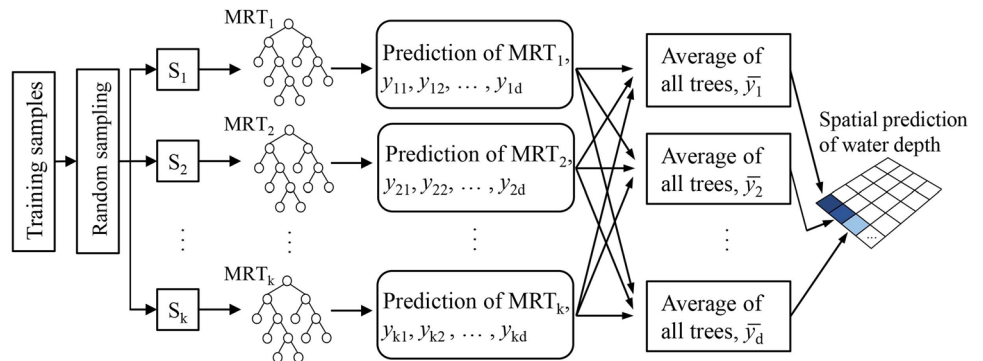 Training samples
Random sampling
S₁
MRT₁
Prediction of MRT₁,
y₁₁, y₁₂, … , y₁d
Average of
all trees, y̅₁
S₂
MRT₂
Prediction of MRT₂,
y₂₁, y₂₂, … , y₂d
Average of
all trees, y̅₂
Spatial prediction
of water depth
...
⋮
⋮
⋮
⋮
Sₖ
MRTₖ
Prediction of MRTₖ,
yₖ₁, yₖ₂ , … , yₖd
Average of
all trees, y̅d